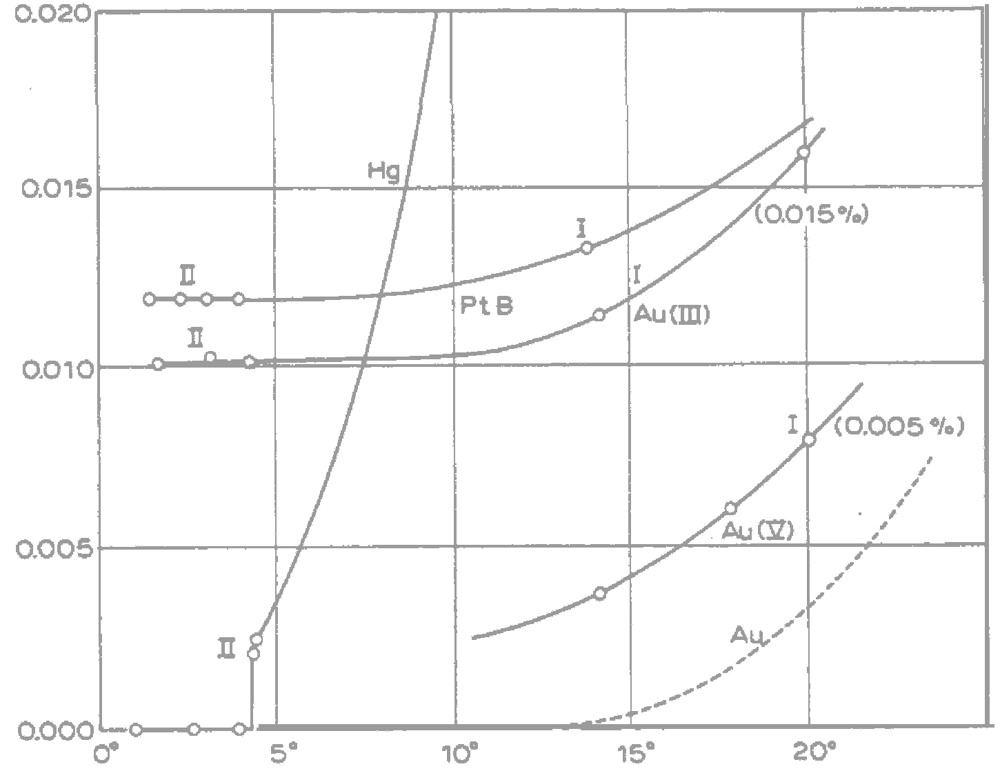 0.020
Hg
0.015
(0.015%)
I
II
I
Pt B
Au (III)
II
0.010
I
(0.005%)
Au (V)
0.005
Au
II
0.000
0° 5° 10° 15° 20°